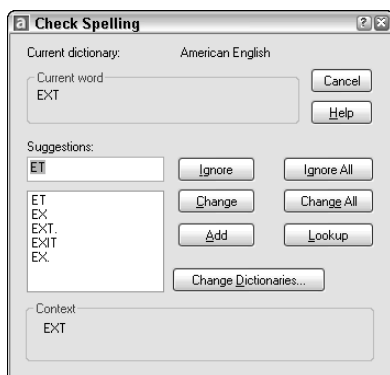 a Check Spelling ? X
Current dictionary: American English
Current word
EXT
Cancel
Help
Suggestions:
ET
Ignore Ignore All
ET
EX
EXT.
EXIT
EX.
Change Change All
Add Lookup
Change Dictionaries...
Context
EXT